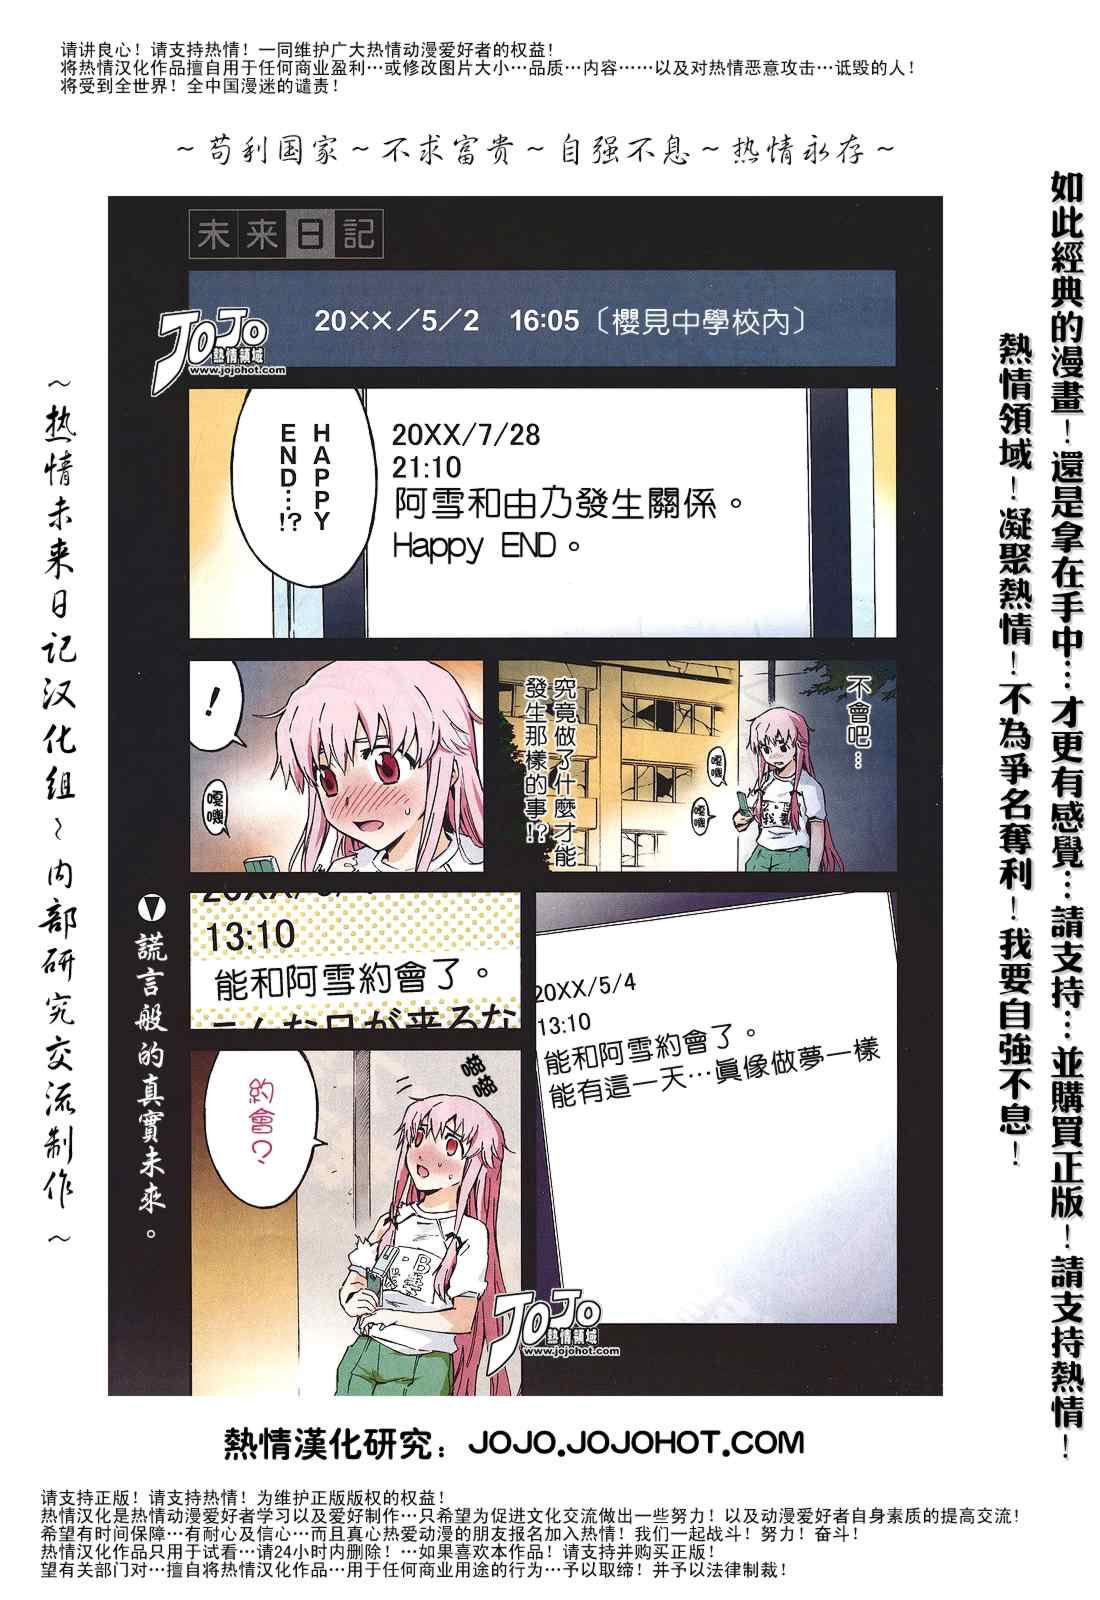 请讲良心！请支持热情！一同维护广大热情动漫爱好者的权益！
将热情汉化作品擅自用于任何商业盈利…或修改图片大小…品质…内容……以及对热情恶意攻击…诋毁的人！
将受到全世界！全中国漫迷的谴责！
～苟利国家～不求富贵～自强不息～热情永存～
如此經典的漫畫！還是拿在手中…才更有感覺…請支持…並購買正版！請支持熱情！
熱情領域！凝聚熱情！不為爭名奪利！我要自強不息！
～热情未来日记汉化组～内部研究交流制作～
未来日記
20××／5／2　16:05〔櫻見中學校內〕
JOJO
熱情領域
www.jojohot.com
20XX/7/28
21:10
阿雪和由乃發生關係。
Happy END。
HAPPY
END…!?
不會吧…
究竟做了什麼才能
發生那樣的事!?
嘎嘰
嘎嘰
！
嘎嘰
20XX/5/4
13:10
能和阿雪約會了。
能有這一天…眞像做夢一樣
13:10
能和阿雪約會了。
こんな日が来るな
約會？
嘟嘟
謊言般的真實未來。
JOJO
熱情領域
www.jojohot.com
熱情漢化研究：JOJO.JOJOHOT.COM
请支持正版！请支持热情！为维护正版版权的权益！
热情汉化是热情动漫爱好者学习以及爱好制作…只希望为促进文化交流做出一些努力！以及动漫爱好者自身素质的提高交流！
希望有时间保障…有耐心及信心…而且真心热爱动漫的朋友报名加入热情！我们一起战斗！努力！奋斗！
热情汉化作品只用于试看…请24小时内删除！…如果喜欢本作品！请支持并购买正版！
望有关部门对…擅自将热情汉化作品…用于任何商业用途的行为…予以取缔！并予以法律制裁！